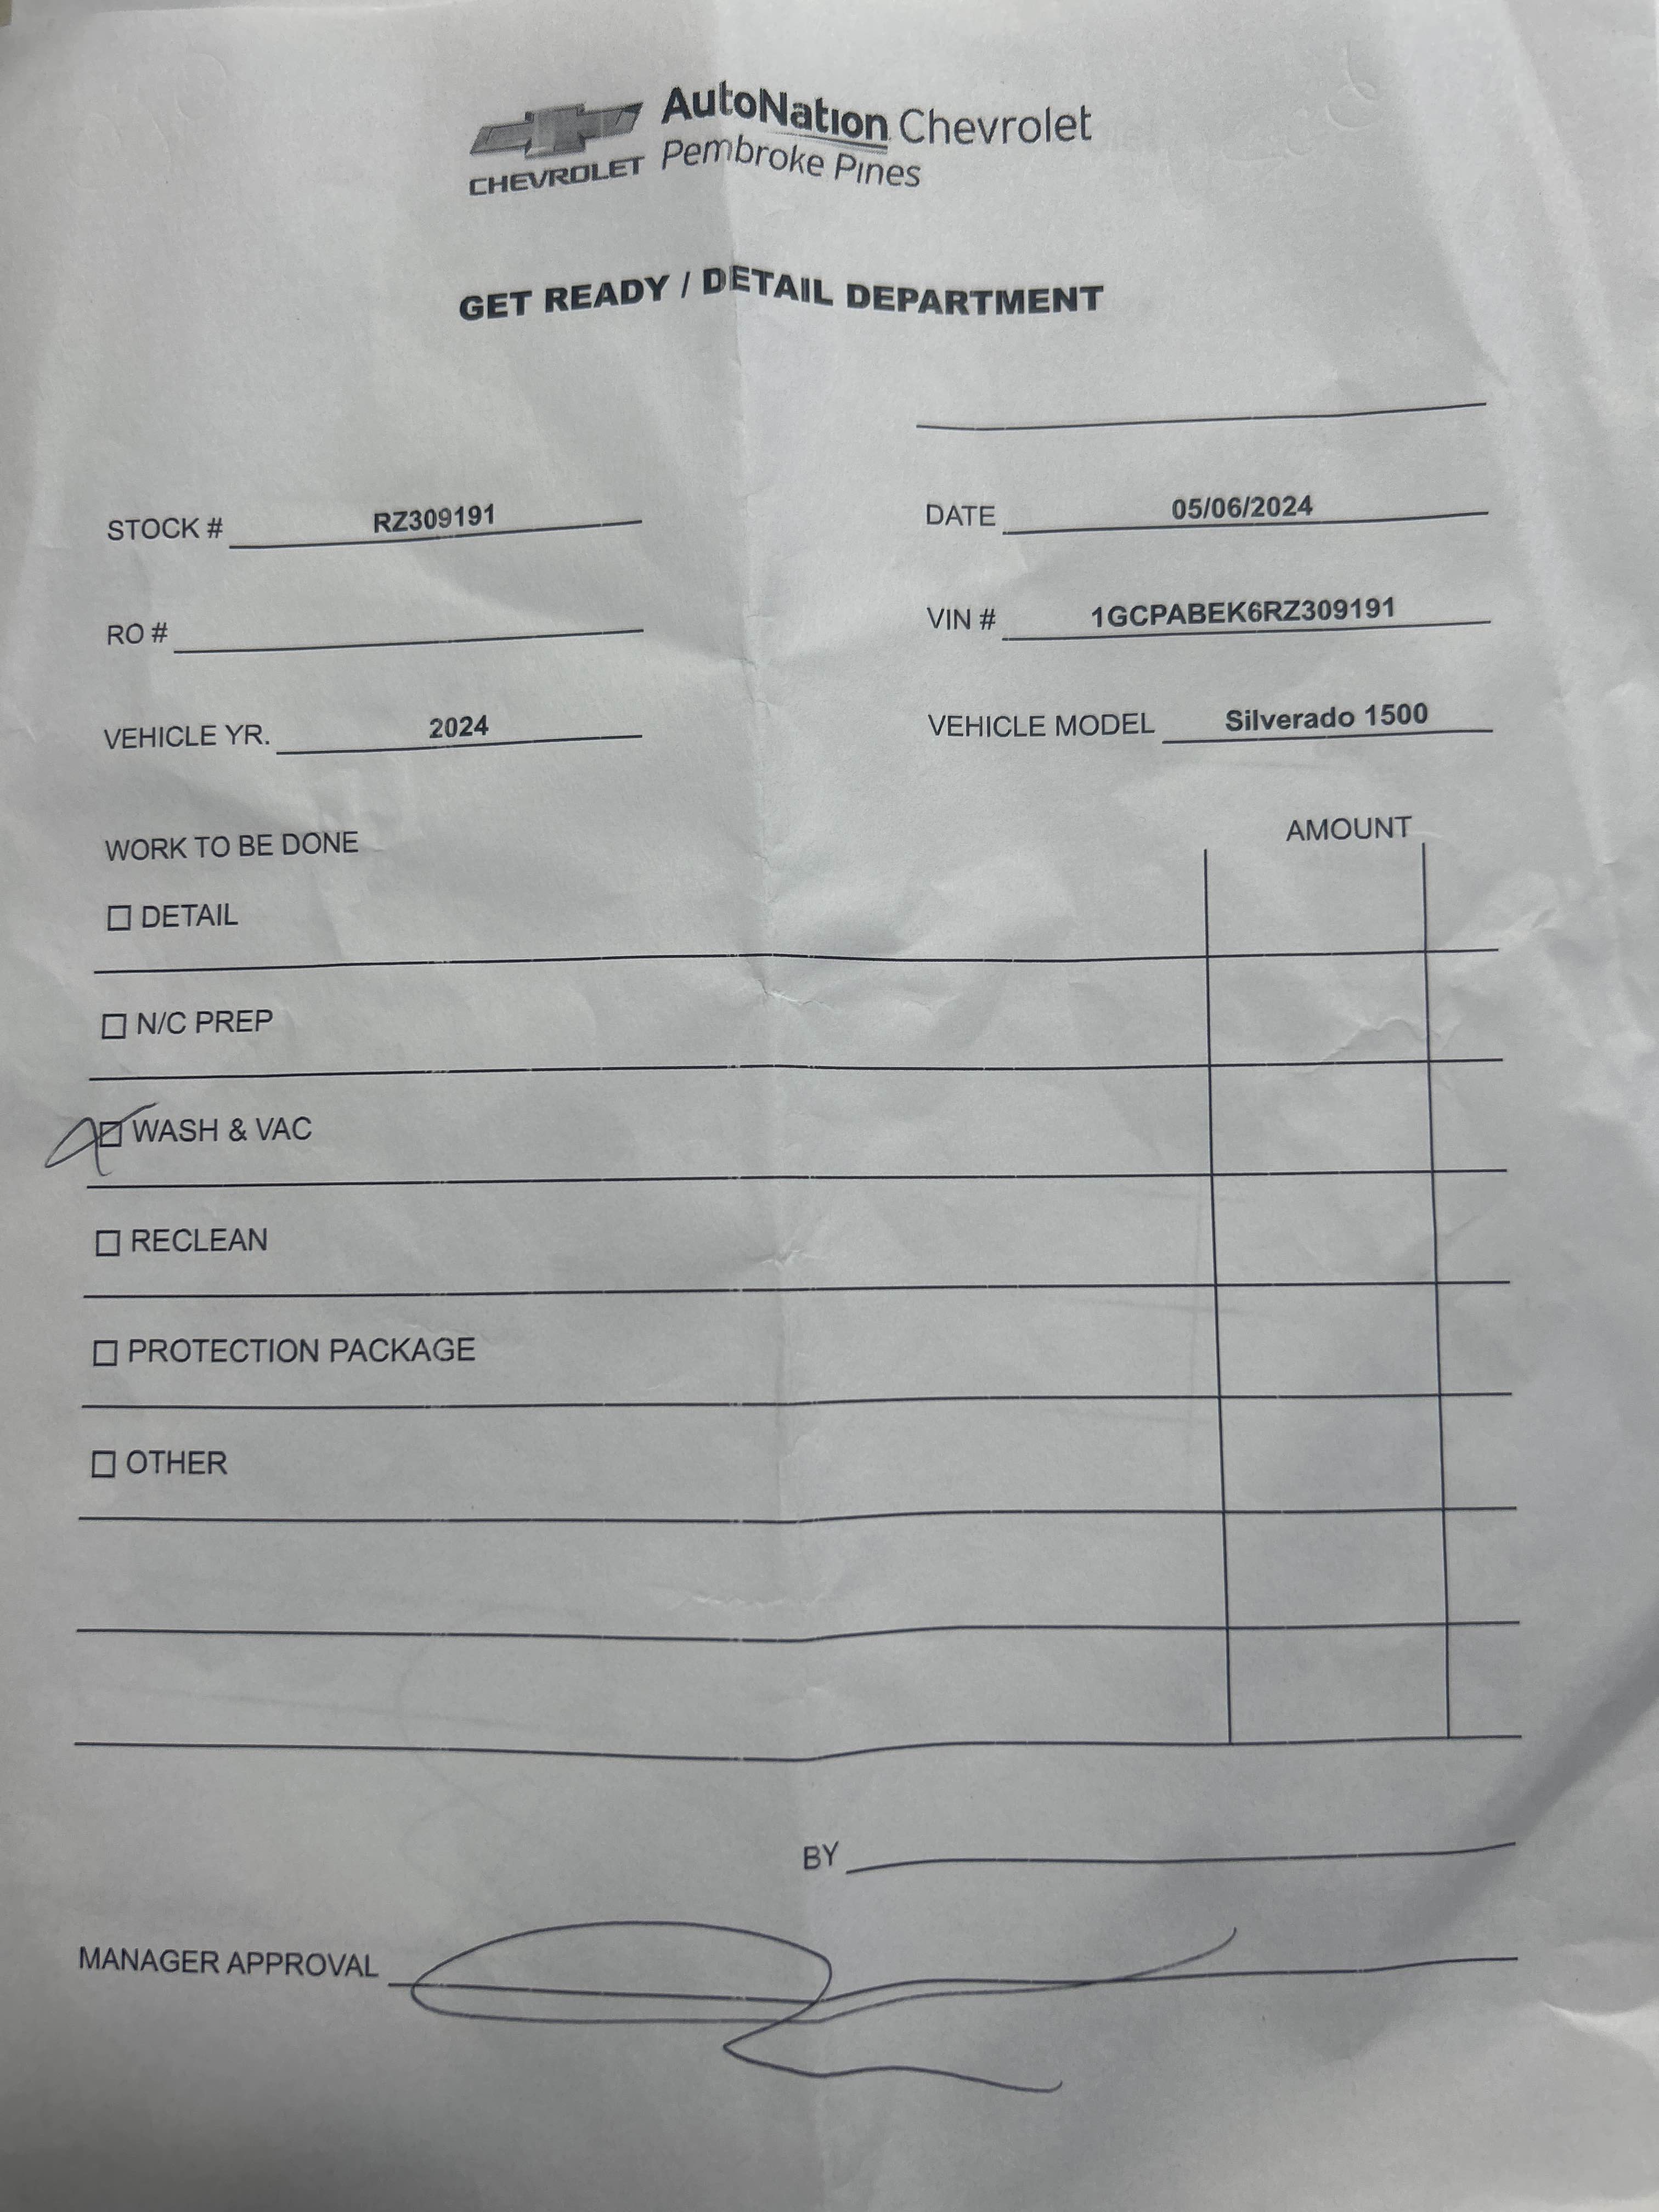 AutoNation Chevrolet
CHEVROLET Pembroke Pines
GET READY / DETAIL DEPARTMENT
STOCK # RZ309191 DATE 05/06/2024
RO # VIN # 1GCPABEK6RZ309191
VEHICLE YR. 2024 VEHICLE MODEL Silverado 1500
WORK TO BE DONE AMOUNT
DETAIL
N/C PREP
WASH & VAC
RECLEAN
PROTECTION PACKAGE
OTHER
BY
MANAGER APPROVAL